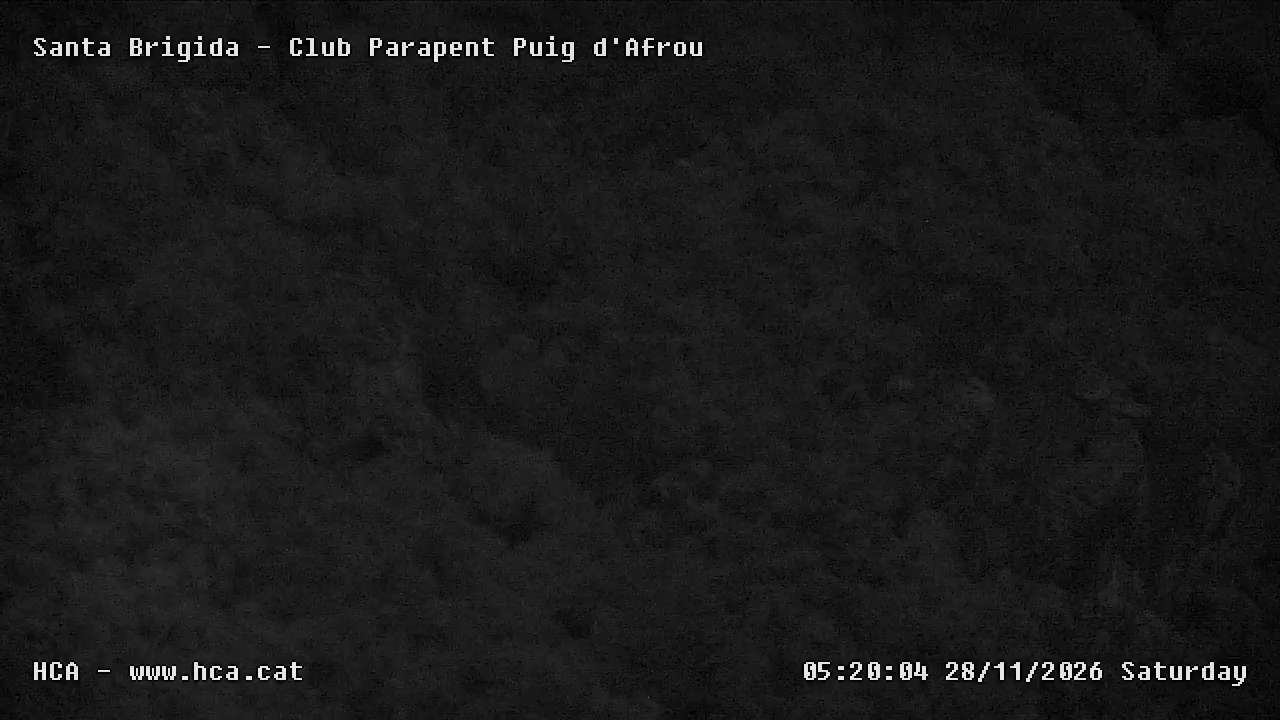 Santa Brigida - Club Parapent Puig d'Afrou
HCA - www.hca.cat
05:20:04 28/11/2026 Saturday